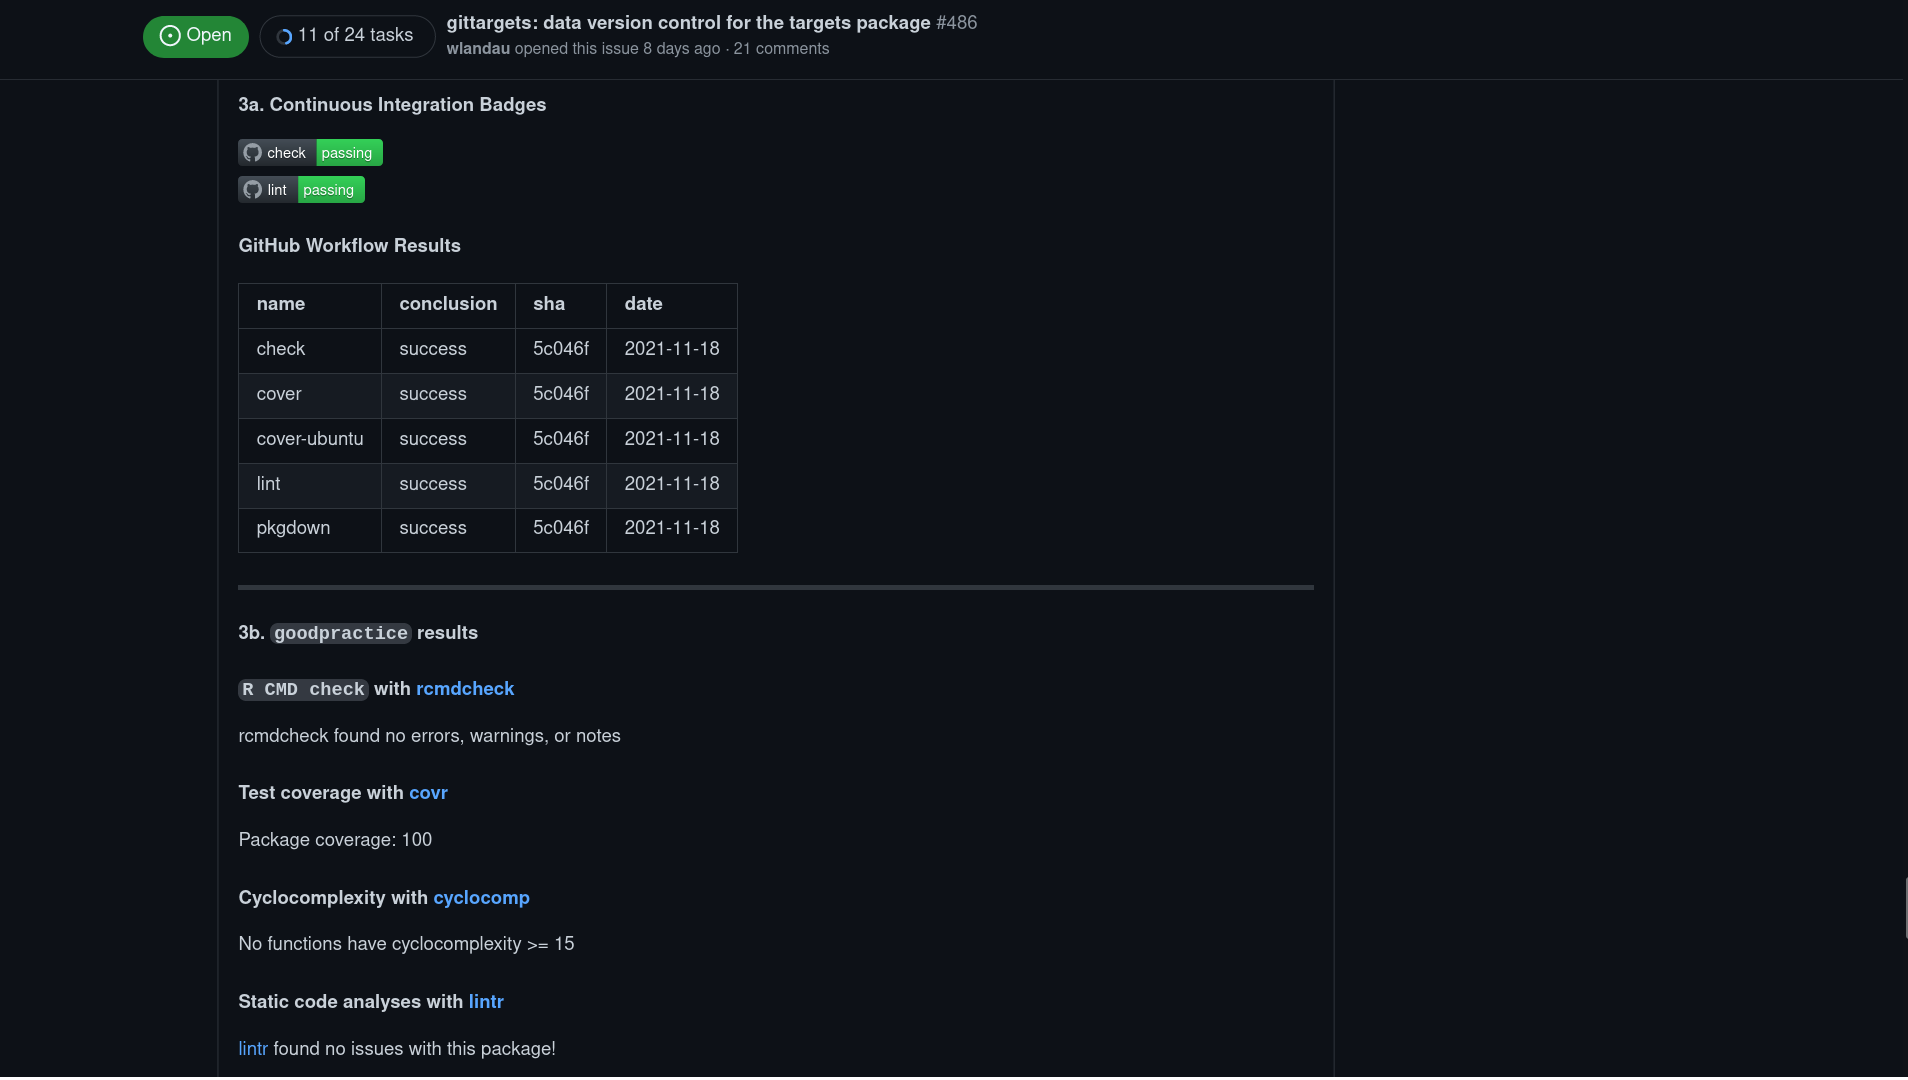 Open
11 of 24 tasks
gittargets: data version control for the targets package #486
wlandau opened this issue 8 days ago · 21 comments
3a. Continuous Integration Badges
check passing
lint passing
GitHub Workflow Results
name conclusion sha date
check success 5c046f 2021-11-18
cover success 5c046f 2021-11-18
cover-ubuntu success 5c046f 2021-11-18
lint success 5c046f 2021-11-18
pkgdown success 5c046f 2021-11-18
3b. goodpractice results
R CMD check with rcmdcheck
rcmdcheck found no errors, warnings, or notes
Test coverage with covr
Package coverage: 100
Cyclocomplexity with cyclocomp
No functions have cyclocomplexity >= 15
Static code analyses with lintr
lintr found no issues with this package!